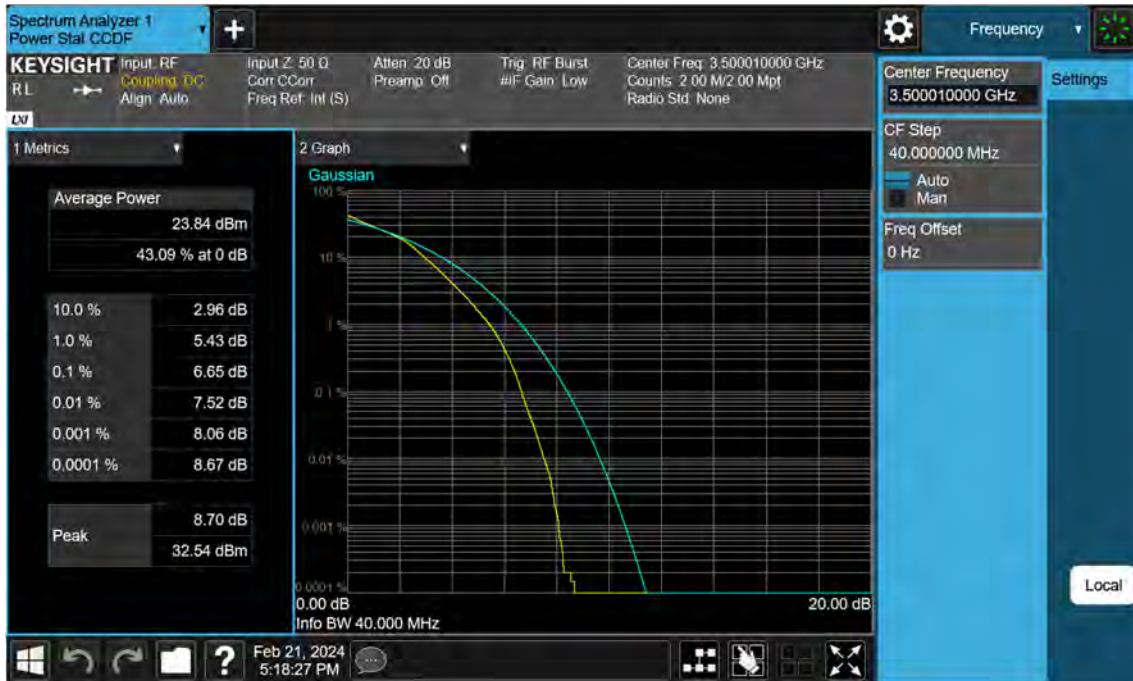 Spectrum Analyzer 1
Power Stat CCDF
Frequency
KEYSIGHT
RL
LXI
Input: RF
Coupling: DC
Align: Auto
Input Z: 50 Ω
Corr CCorr
Freq Ref: Int (S)
Atten: 20 dB
Preamp: Off
Trig: RF Burst
#IF Gain: Low
Center Freq: 3.500010000 GHz
Counts: 2.00 M/2.00 Mpt
Radio Std: None
Center Frequency
3.500010000 GHz
Settings
CF Step
40.000000 MHz
Auto
Man
Freq Offset
0 Hz
1 Metrics
Average Power
23.84 dBm
43.09 % at 0 dB
10.0 % 2.96 dB
1.0 % 5.43 dB
0.1 % 6.65 dB
0.01 % 7.52 dB
0.001 % 8.06 dB
0.0001 % 8.67 dB
Peak 8.70 dB
32.54 dBm
2 Graph
Gaussian
100 %
10 %
1 %
0.1 %
0.01 %
0.001 %
0.0001 %
0.00 dB 20.00 dB
Info BW 40.000 MHz
Local
?
Feb 21, 2024
5:18:27 PM